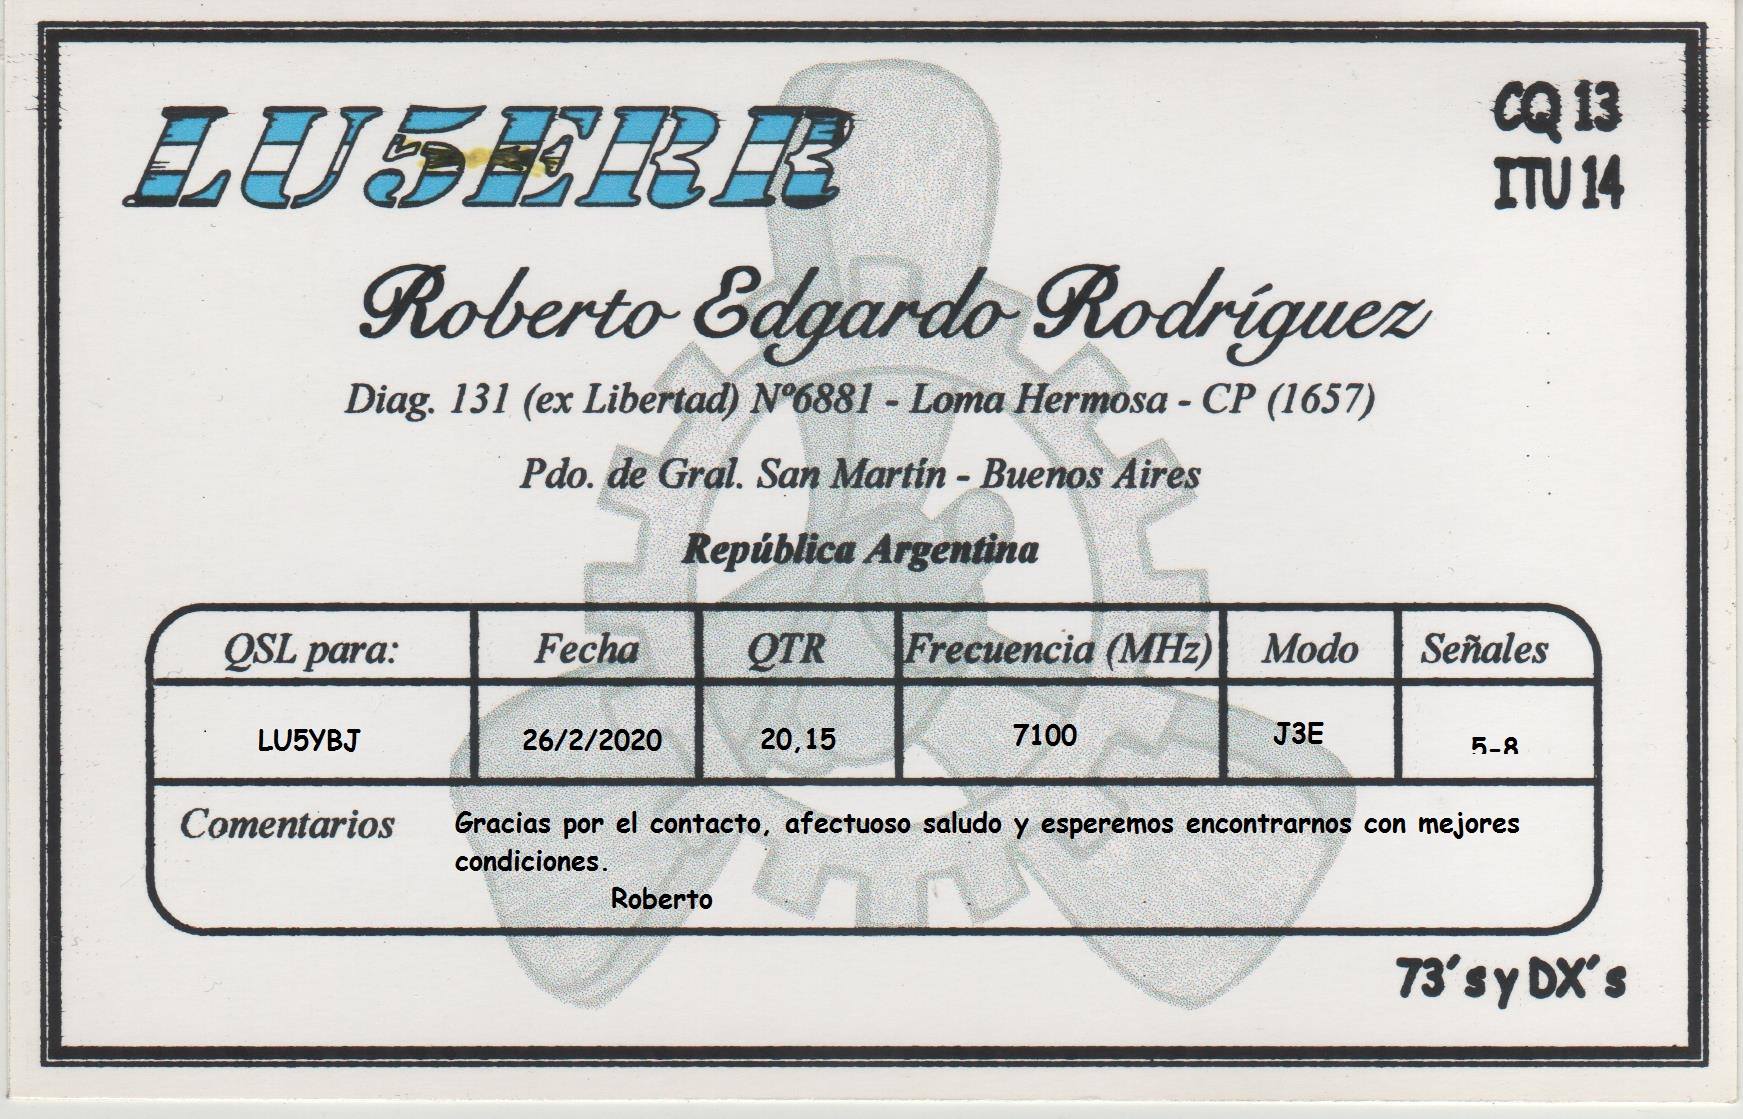 LU5ERR
CQ 13
ITU 14
Roberto Edgardo Rodríguez
Diag. 131 (ex Libertad) Nº6881 - Loma Hermosa - CP (1657)
Pdo. de Gral. San Martín - Buenos Aires
República Argentina
QSL para: Fecha QTR Frecuencia (MHz) Modo Señales
LU5YBJ 26/2/2020 20,15 7100 J3E 5-8
Comentarios Gracias por el contacto, afectuoso saludo y esperemos encontrarnos con mejores
condiciones.
Roberto
73´s y DX´s